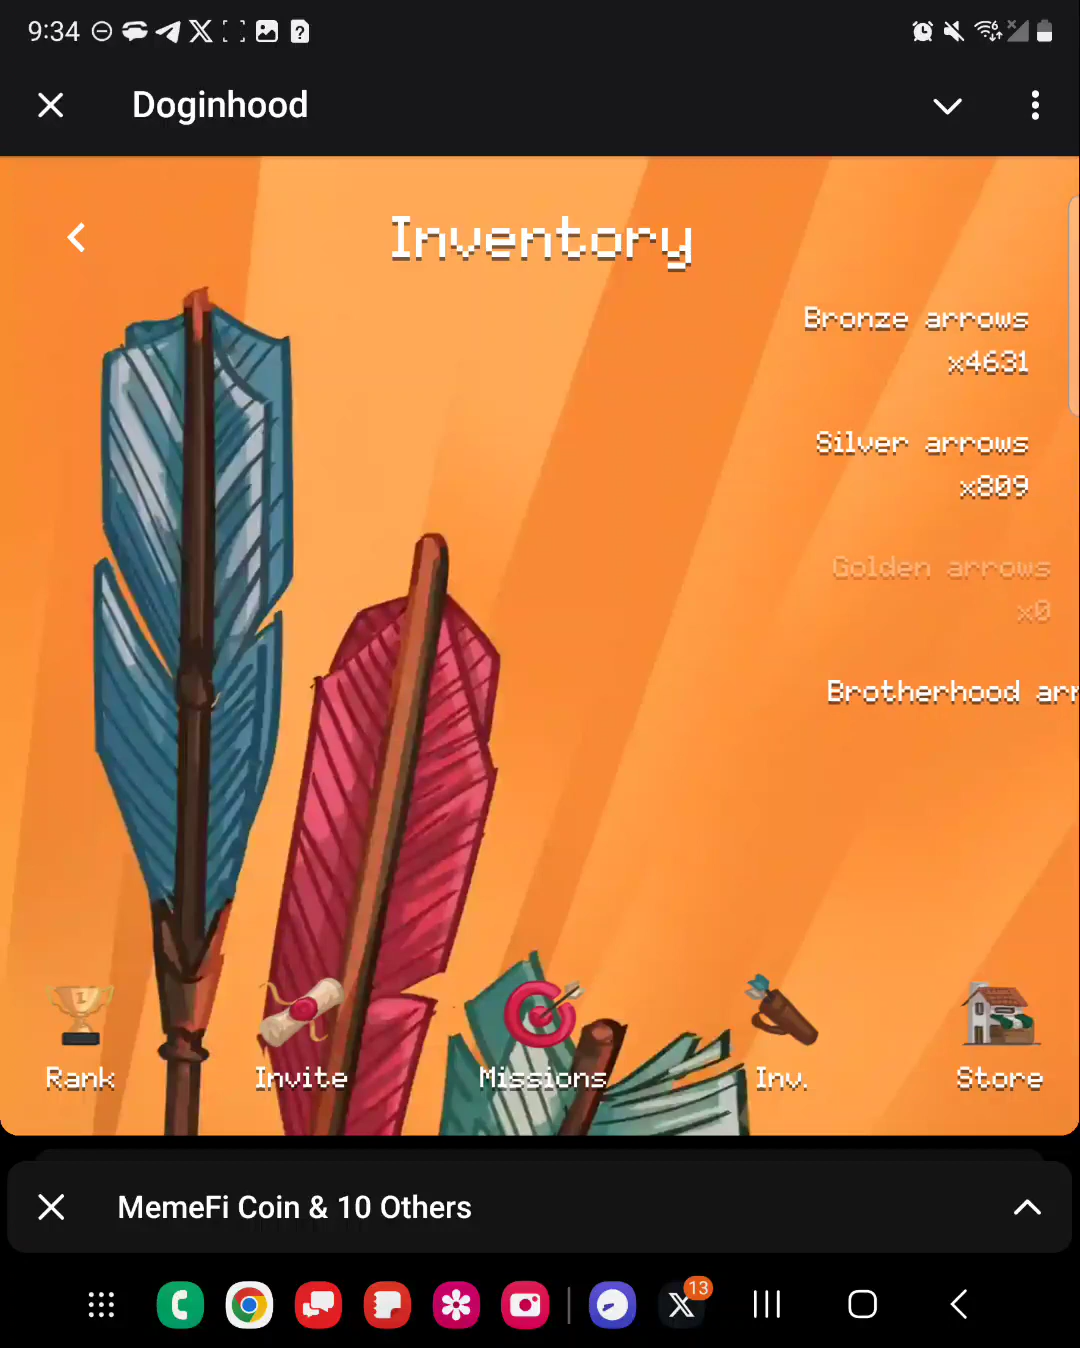 9:34
Doginhood
Inventory
Bronze arrows
x4631
Silver arrows
x809
Golden arrows
x0
Brotherhood arr
Rank
Invite
Missions
Inv.
Store
MemeFi Coin & 10 Others
13